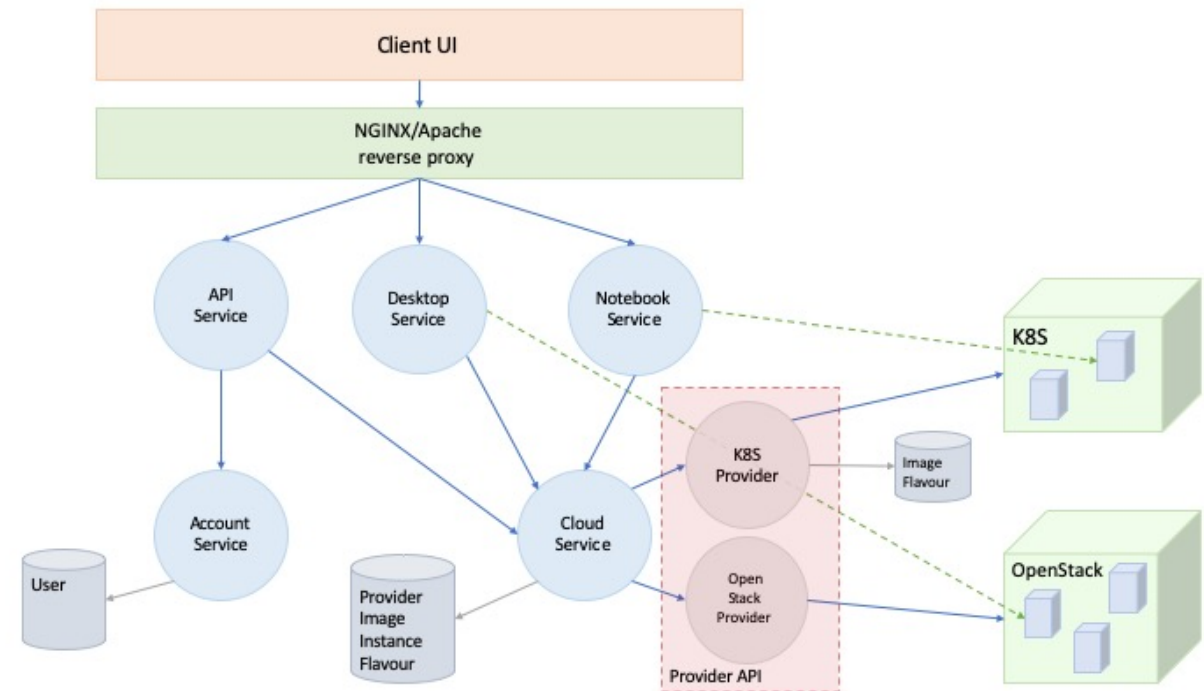 Client UI
NGINX/Apache
reverse proxy
API
Service
Desktop
Service
Notebook
Service
K8S
K8S
Provider
Image
Flavour
Account
Service
Cloud
Service
User
Provider
Image
Instance
Flavour
Open
Stack
Provider
OpenStack
Provider API